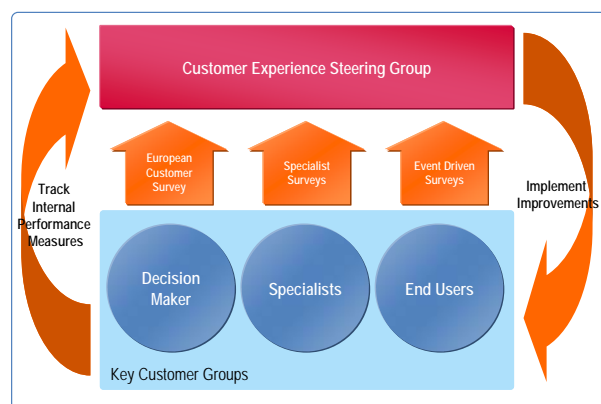 Customer Experience Steering Group
European
Customer
Survey
Specialist
Surveys
Event Driven
Surveys
Track
Internal
Performance
Measures
Implement
Improvements
Decision
Maker
Specialists
End Users
Key Customer Groups